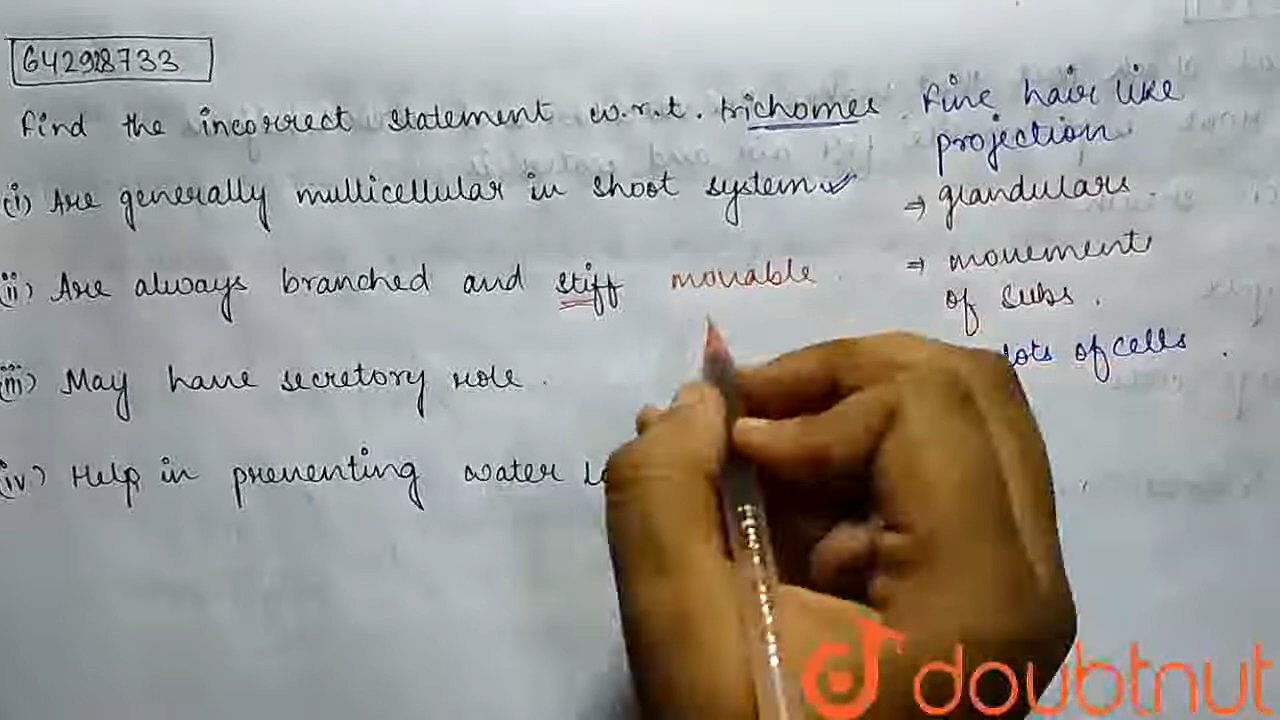 642928733
Find the incorrect statement w.r.t. trichomes.
(i) Are generally multicellular in shoot system
(ii) Are always branched and stiff movable.
(iii) May have secretory role.
(iv) Help in preventing water
Fine hair like
projection
⇒ glandulars.
⇒ movement
of subs.
lots of cells.
doubtnut